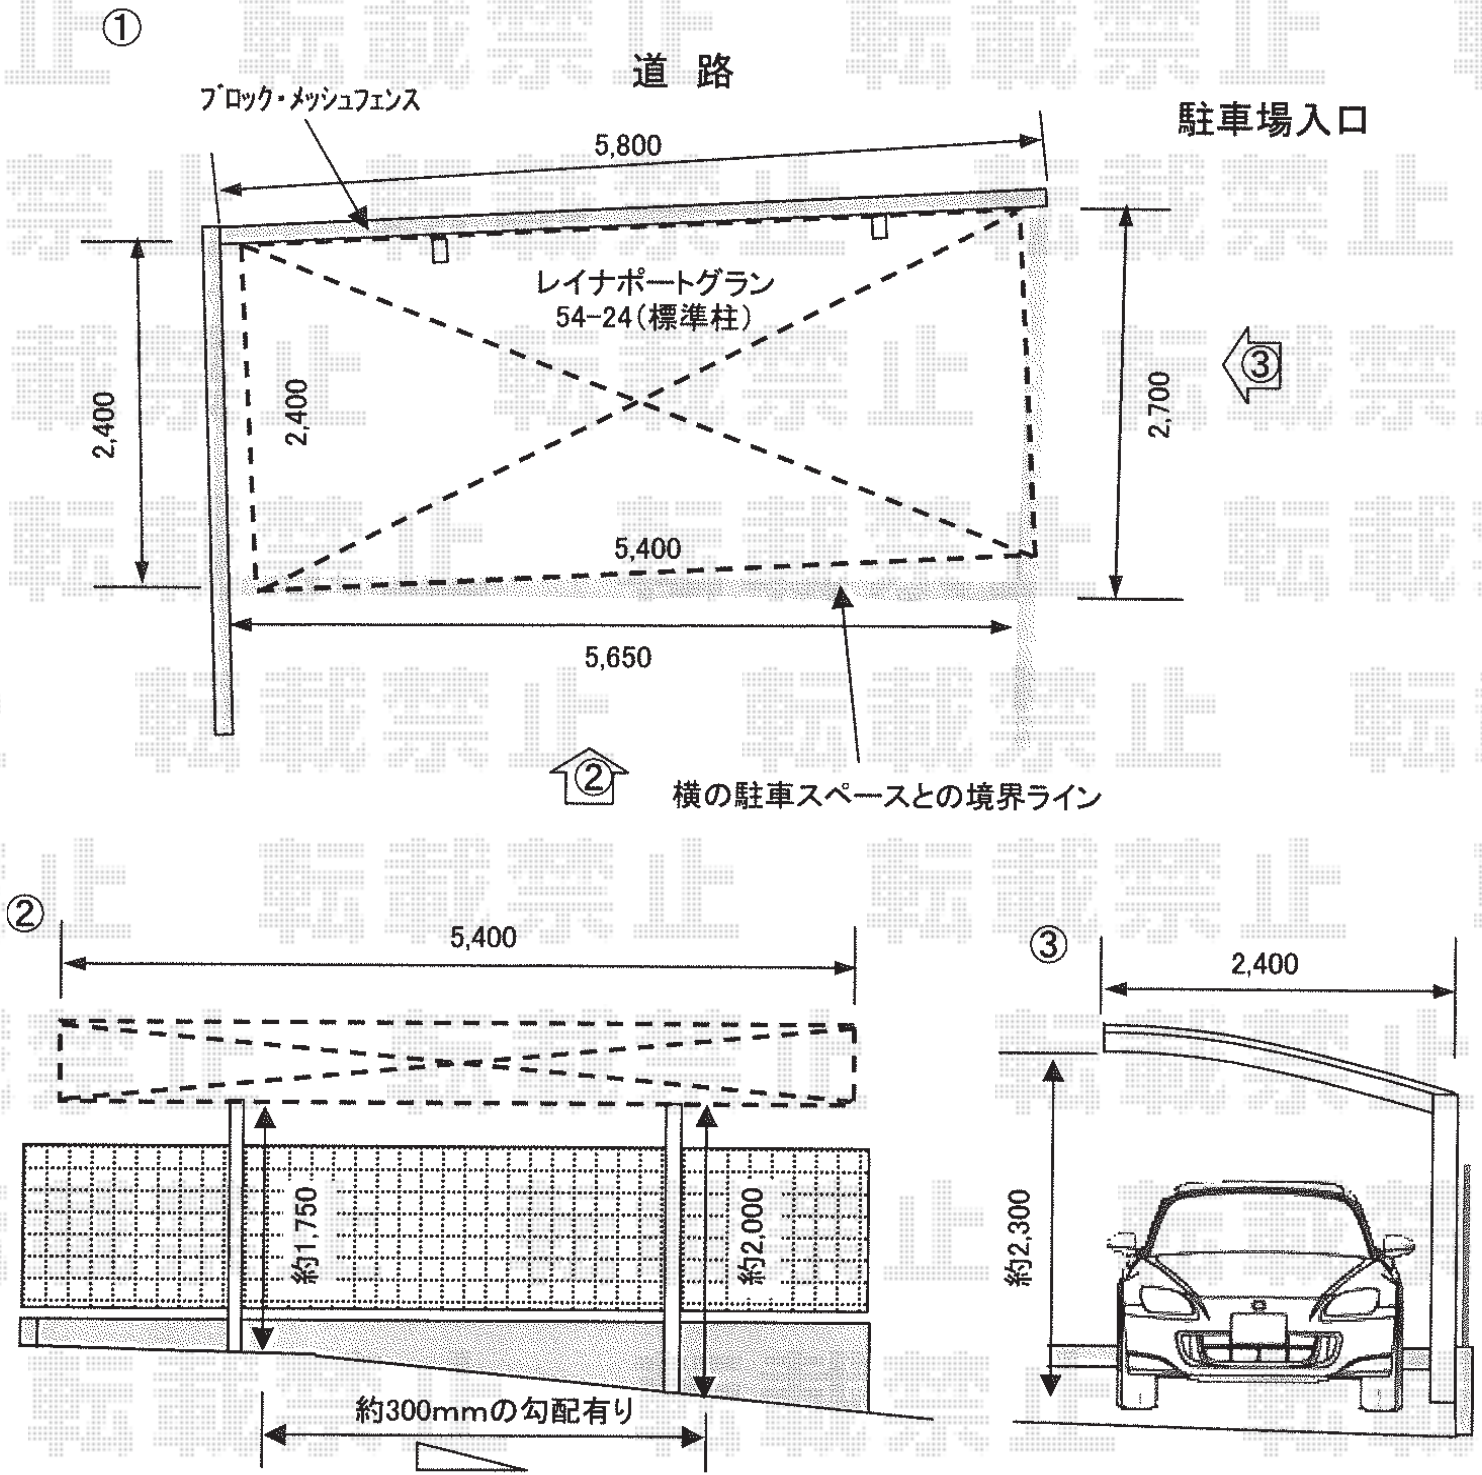 ①
道 路
ブロック・メッシュフェンス
駐車場入口
5,800
レイナポートグラン
54-24(標準柱)
③
2,400
2,400
2,700
5,400
5,650
②
横の駐車スペースとの境界ライン
②
5,400
③
2,400
約1,750
約2,000
約2,300
約300mmの勾配有り
転載禁止